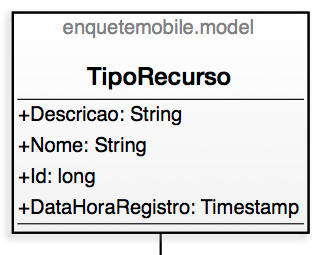 enquetemobile.model
TipoRecurso
+Descricao: String
+Nome: String
+Id: long
+DataHoraRegistro: Timestamp